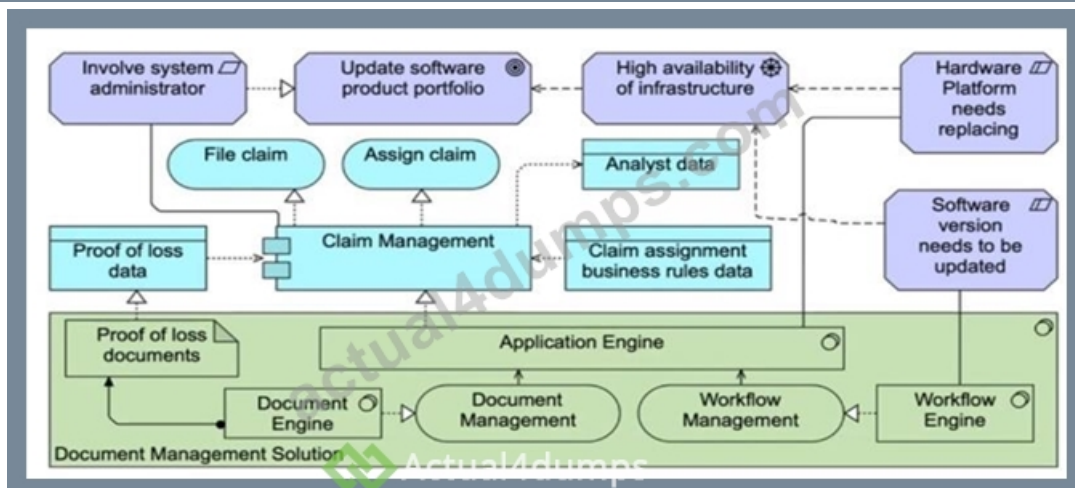 Involve system
administrator
Update software
product portfolio
High availability
of infrastructure
Hardware
Platform
needs
replacing
File claim
Assign claim
Analyst data
Software
version
needs to be
updated
Proof of loss
data
Claim Management
Claim assignment
business rules data
Proof of loss
documents
Application Engine
Document
Engine
Document
Management
Workflow
Management
Workflow
Engine
Document Management Solution
actual4dumps.com
Actual4dumps